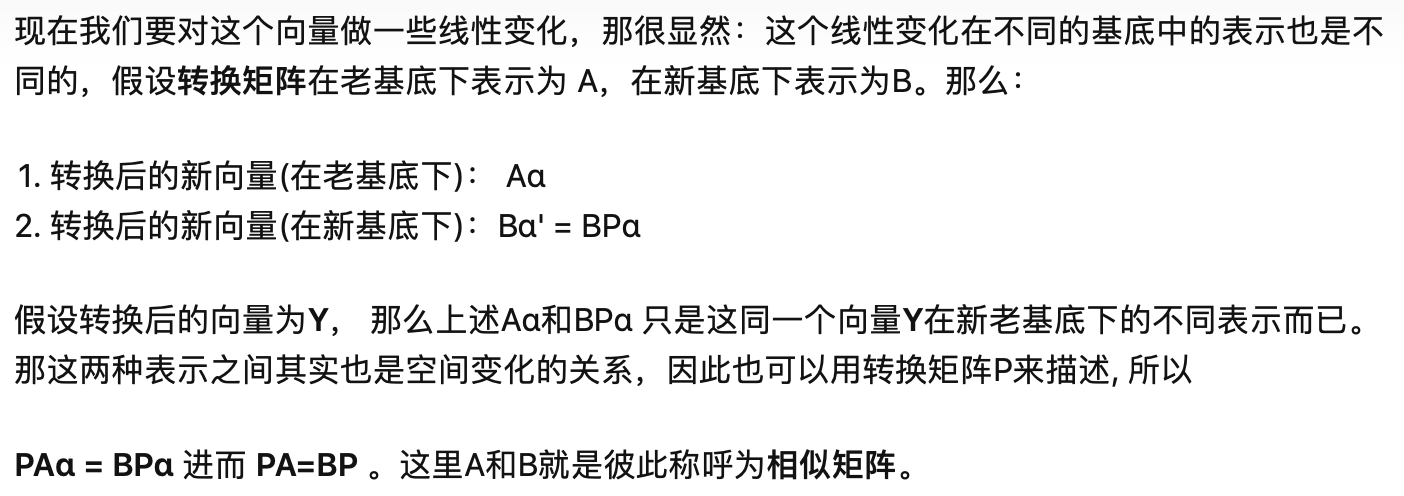 现在我们要对这个向量做一些线性变化，那很显然：这个线性变化在不同的基底中的表示也是不
同的，假设转换矩阵在老基底下表示为 A，在新基底下表示为B。那么：
1. 转换后的新向量(在老基底下)： Aα
2. 转换后的新向量(在新基底下)：Bα' = BPα
假设转换后的向量为Y， 那么上述Aα和BPα 只是这同一个向量Y在新老基底下的不同表示而已。
那这两种表示之间其实也是空间变化的关系，因此也可以用转换矩阵P来描述, 所以
PAα = BPα 进而 PA=BP 。这里A和B就是彼此称呼为相似矩阵。